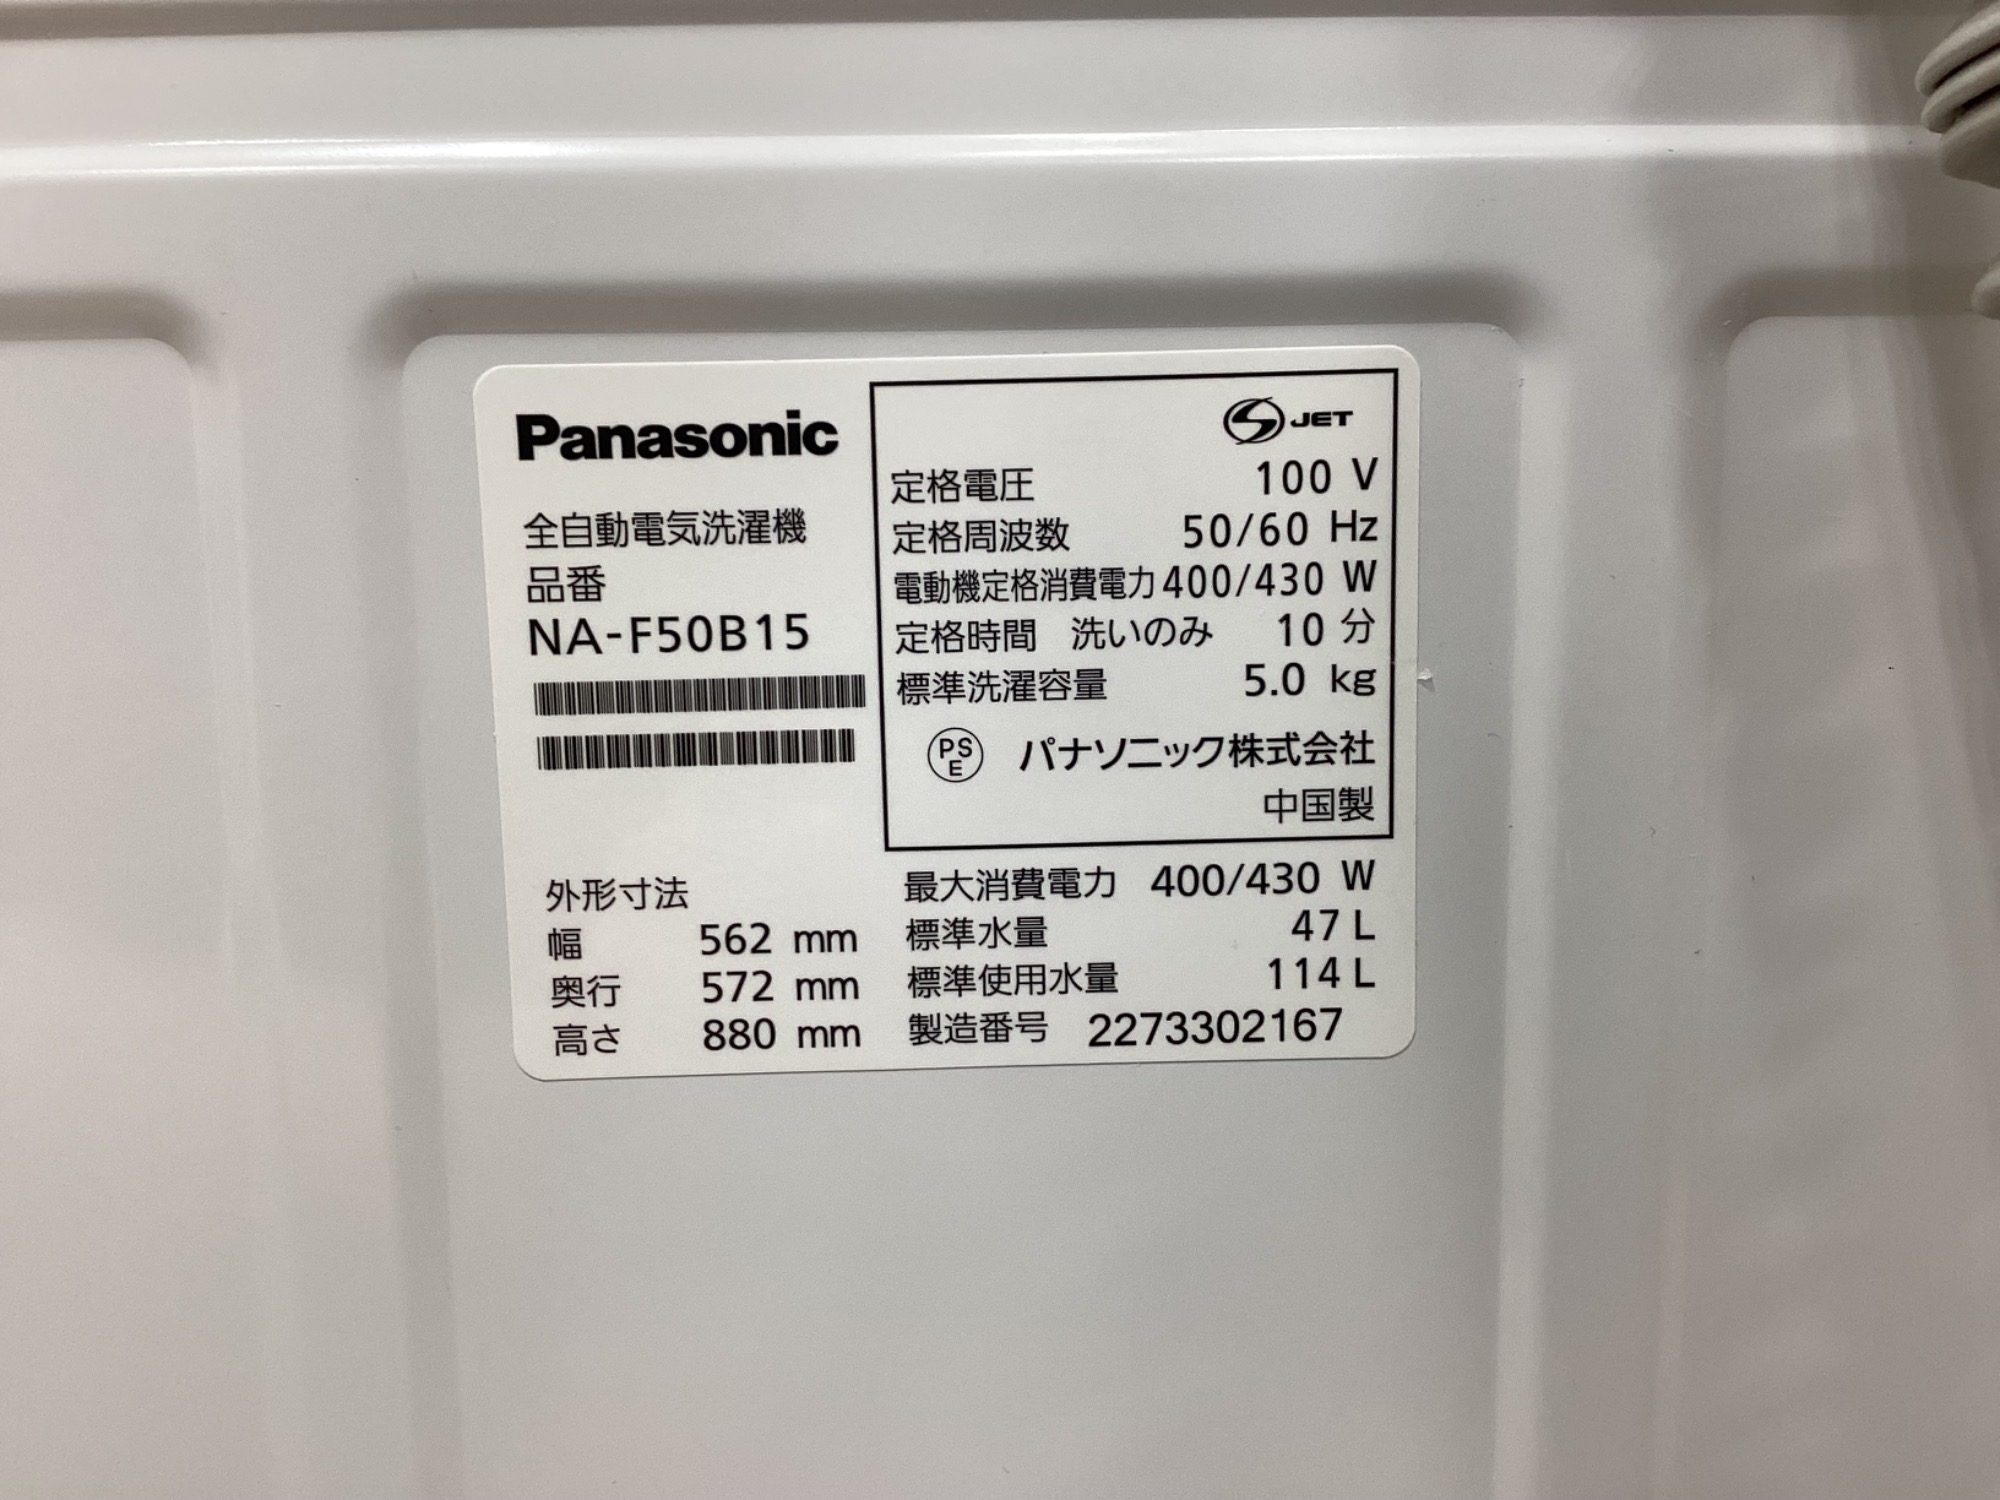 Panasonic
全自動電気洗濯機
品番
NA-F50B15
S JET
定格電圧 100 V
定格周波数 50/60 Hz
電動機定格消費電力 400/430 W
定格時間 洗いのみ 10 分
標準洗濯容量 5.0 kg
PS E パナソニック株式会社
中国製
外形寸法
幅 562 mm
奥行 572 mm
高さ 880 mm
最大消費電力 400/430 W
標準水量 47 L
標準使用水量 114 L
製造番号 2273302167